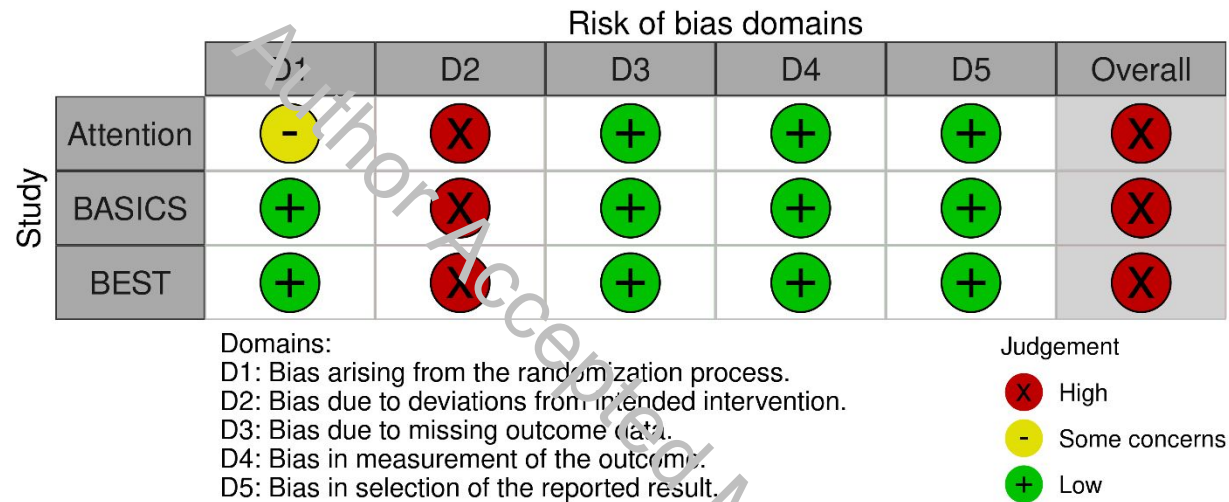 Risk of bias domains
D1 D2 D3 D4 D5 Overall
Study
Attention - X + + + X
BASICS + X + + + X
BEST + X + + + X
Domains:
D1: Bias arising from the randomization process.
D2: Bias due to deviations from intended intervention.
D3: Bias due to missing outcome data.
D4: Bias in measurement of the outcome.
D5: Bias in selection of the reported result.
Judgement
X High
- Some concerns
+ Low
Author Accepted